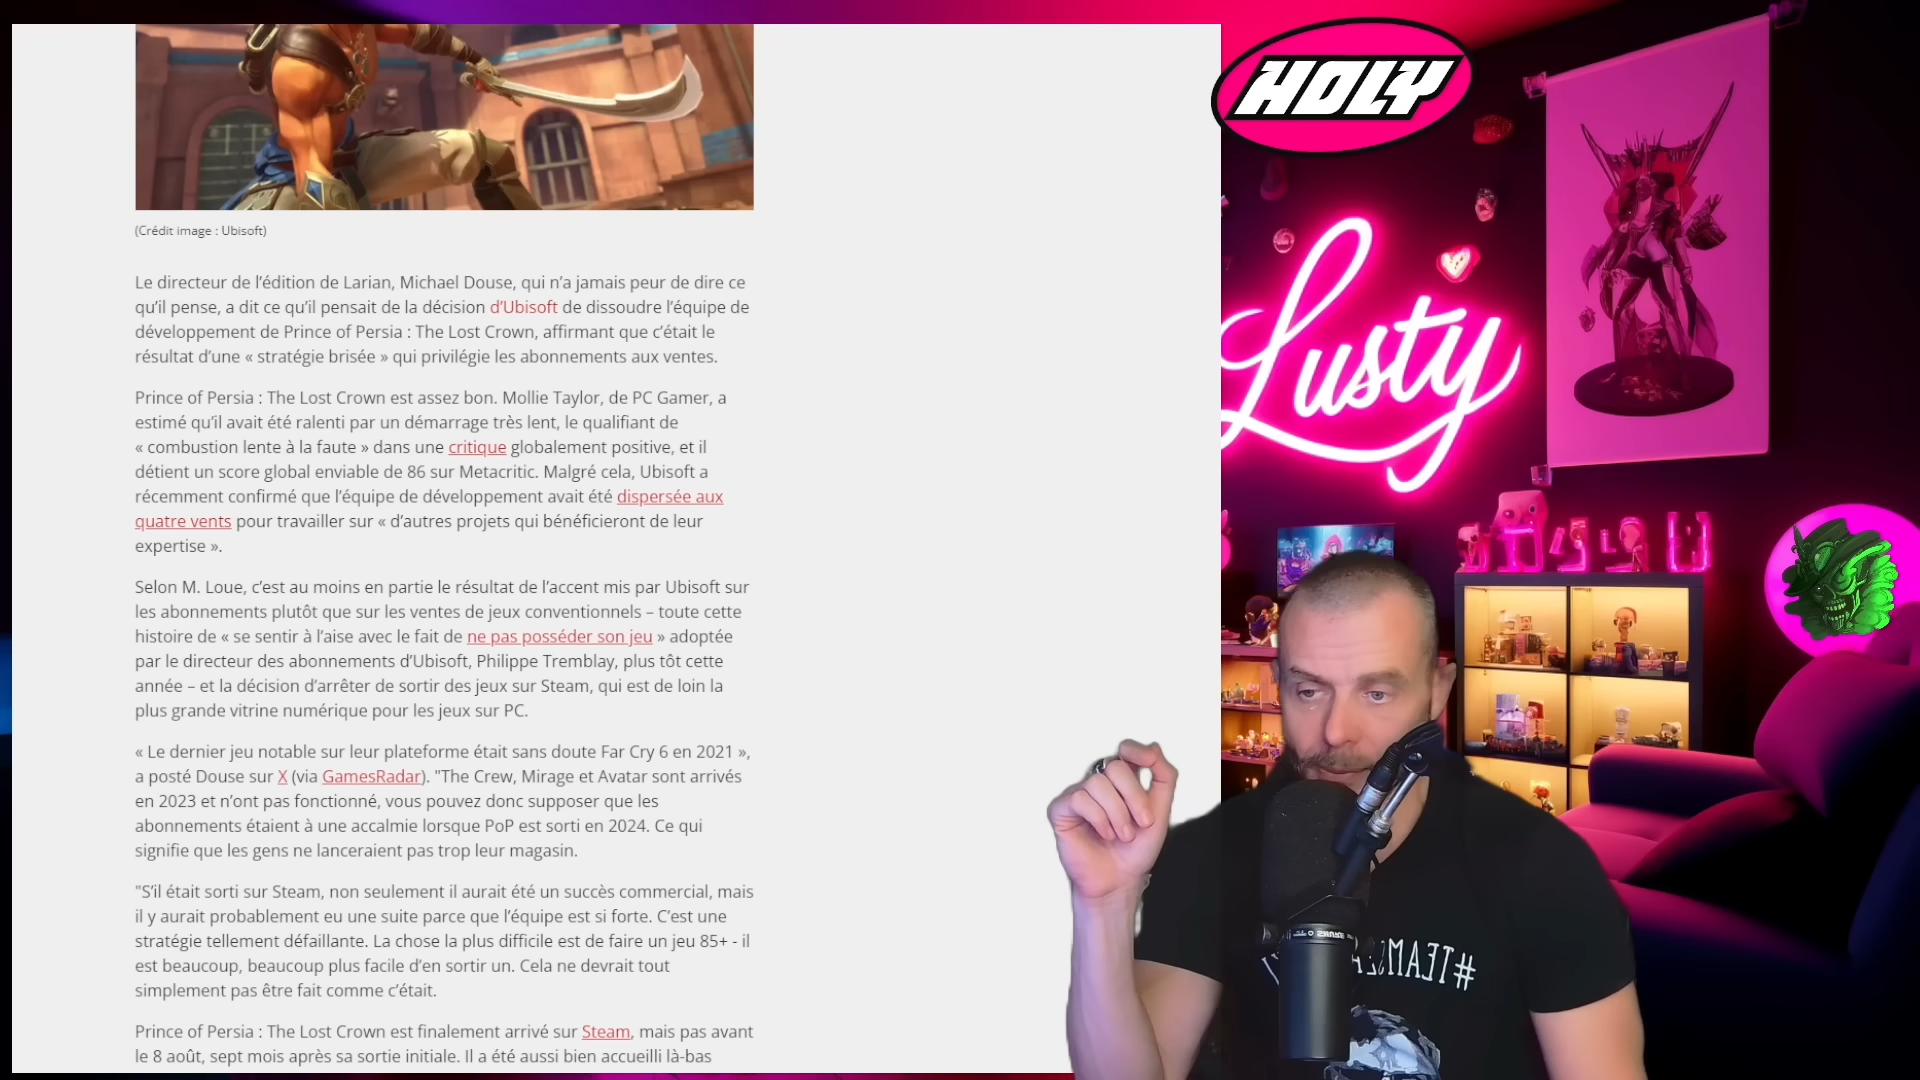 (Crédit image : Ubisoft)
Le directeur de l’édition de Larian, Michael Douse, qui n’a jamais peur de dire ce
qu’il pense, a dit ce qu’il pensait de la décision d’Ubisoft de dissoudre l’équipe de
développement de Prince of Persia : The Lost Crown, affirmant que c’était le
résultat d’une « stratégie brisée » qui privilégie les abonnements aux ventes.
Prince of Persia : The Lost Crown est assez bon. Mollie Taylor, de PC Gamer, a
estimé qu’il avait été ralenti par un démarrage très lent, le qualifiant de
« combustion lente à la faute » dans une critique globalement positive, et il
détient un score global enviable de 86 sur Metacritic. Malgré cela, Ubisoft a
récemment confirmé que l’équipe de développement avait été dispersée aux
quatre vents pour travailler sur « d’autres projets qui bénéficieront de leur
expertise ».
Selon M. Loue, c’est au moins en partie le résultat de l’accent mis par Ubisoft sur
les abonnements plutôt que sur les ventes de jeux conventionnels – toute cette
histoire de « se sentir à l’aise avec le fait de ne pas posséder son jeu » adoptée
par le directeur des abonnements d’Ubisoft, Philippe Tremblay, plus tôt cette
année – et la décision d’arrêter de sortir des jeux sur Steam, qui est de loin la
plus grande vitrine numérique pour les jeux sur PC.
« Le dernier jeu notable sur leur plateforme était sans doute Far Cry 6 en 2021 »,
a posté Douse sur X (via GamesRadar). "The Crew, Mirage et Avatar sont arrivés
en 2023 et n’ont pas fonctionné, vous pouvez donc supposer que les
abonnements étaient à une accalmie lorsque PoP est sorti en 2024. Ce qui
signifie que les gens ne lanceraient pas trop leur magasin.
"S’il était sorti sur Steam, non seulement il aurait été un succès commercial, mais
il y aurait probablement eu une suite parce que l’équipe est si forte. C’est une
stratégie tellement défaillante. La chose la plus difficile est de faire un jeu 85+ - il
est beaucoup, beaucoup plus facile d’en sortir un. Cela ne devrait tout
simplement pas être fait comme c’était.
Prince of Persia : The Lost Crown est finalement arrivé sur Steam, mais pas avant
le 8 août, sept mois après sa sortie initiale. Il a été aussi bien accueilli là-bas
HOLY
Lusty
SHURE